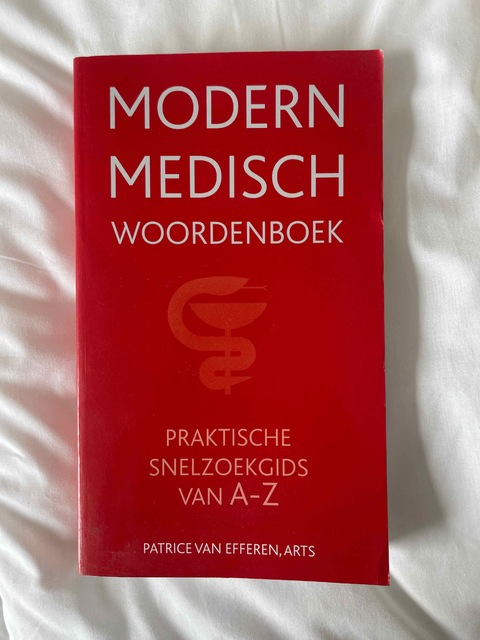 MODERN
MEDISCH
WOORDENBOEK
PRAKTISCHE
SNELZOEKGIDS
VAN A-Z
PATRICE VAN EFFEREN, ARTS